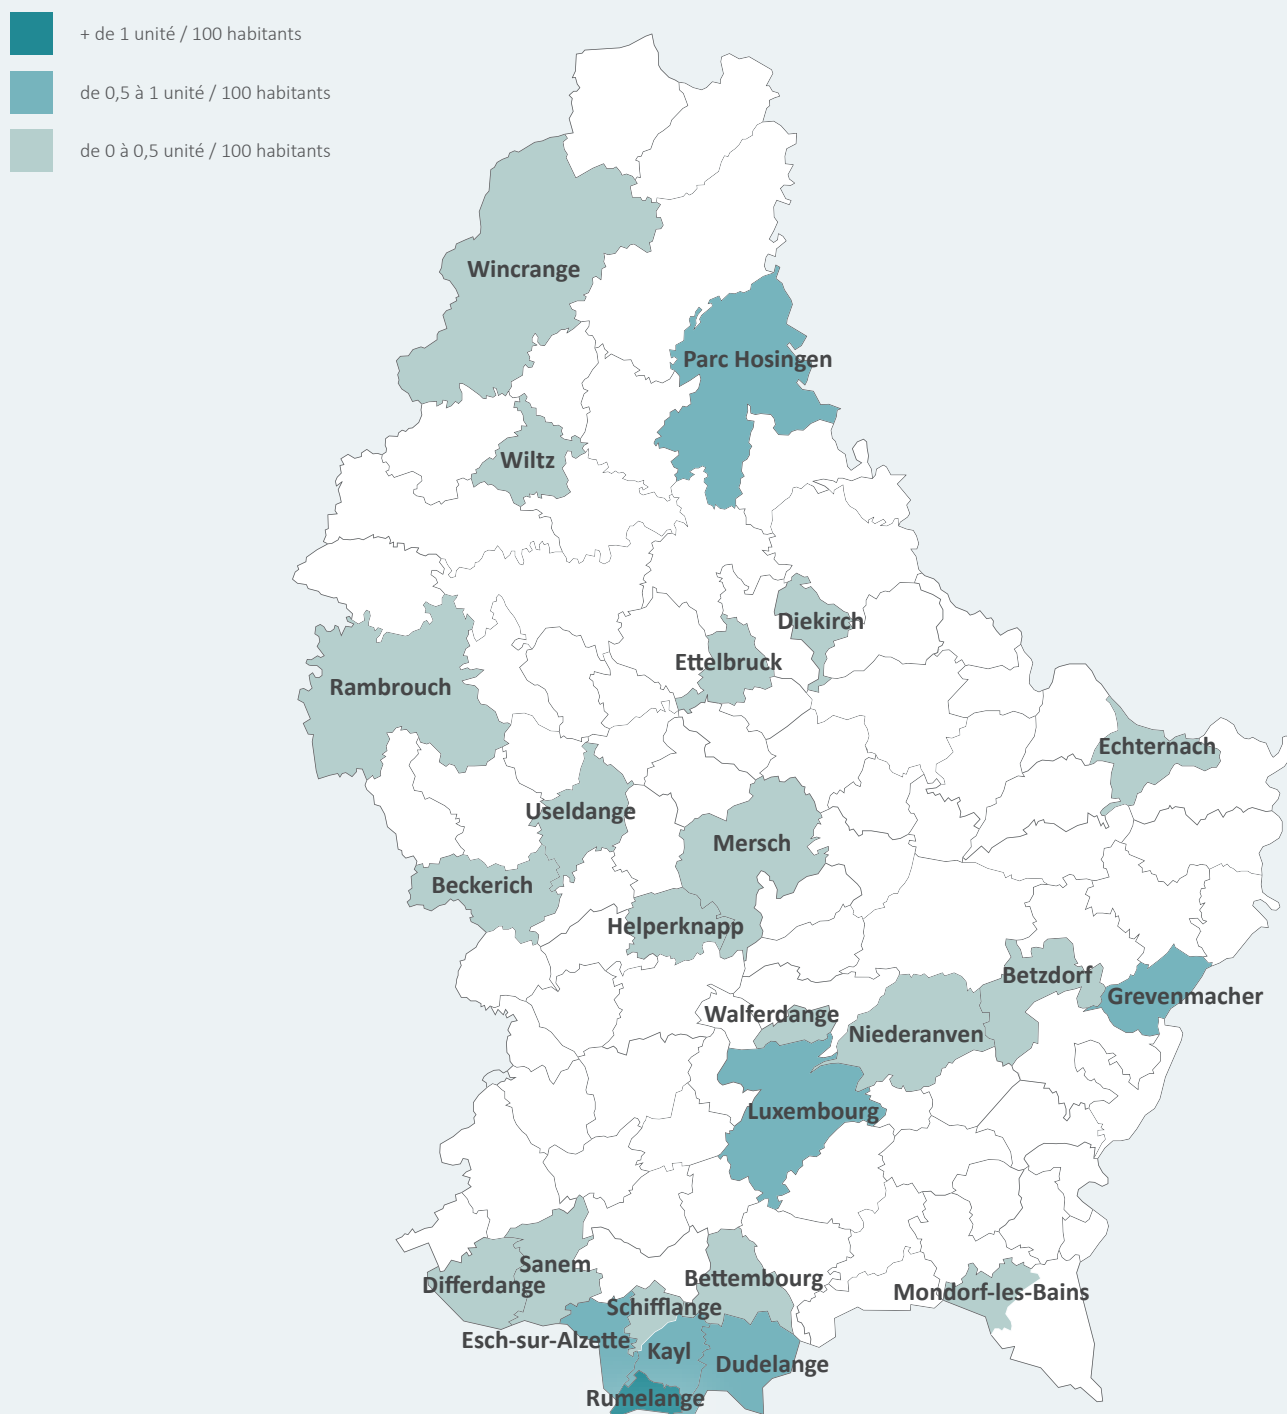 + de 1 unité / 100 habitants
de 0,5 à 1 unité / 100 habitants
de 0 à 0,5 unité / 100 habitants
Wincrange
Parc Hosingen
Wiltz
Diekirch
Ettelbruck
Rambrouch
Echternach
Useldange
Mersch
Beckerich
Helperknapp
Betzdorf
Grevenmacher
Walferdange
Niederanven
Luxembourg
Sanem
Bettembourg
Differdange
Mondorf-les-Bains
Schifflange
Esch-sur-Alzette
Kayl
Dudelange
Rumelange